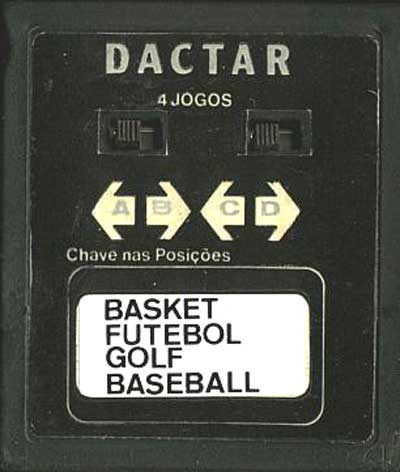 DACTAR
4 JOGOS
A B C D
Chave nas Posições
BASKET
FUTEBOL
GOLF
BASEBALL